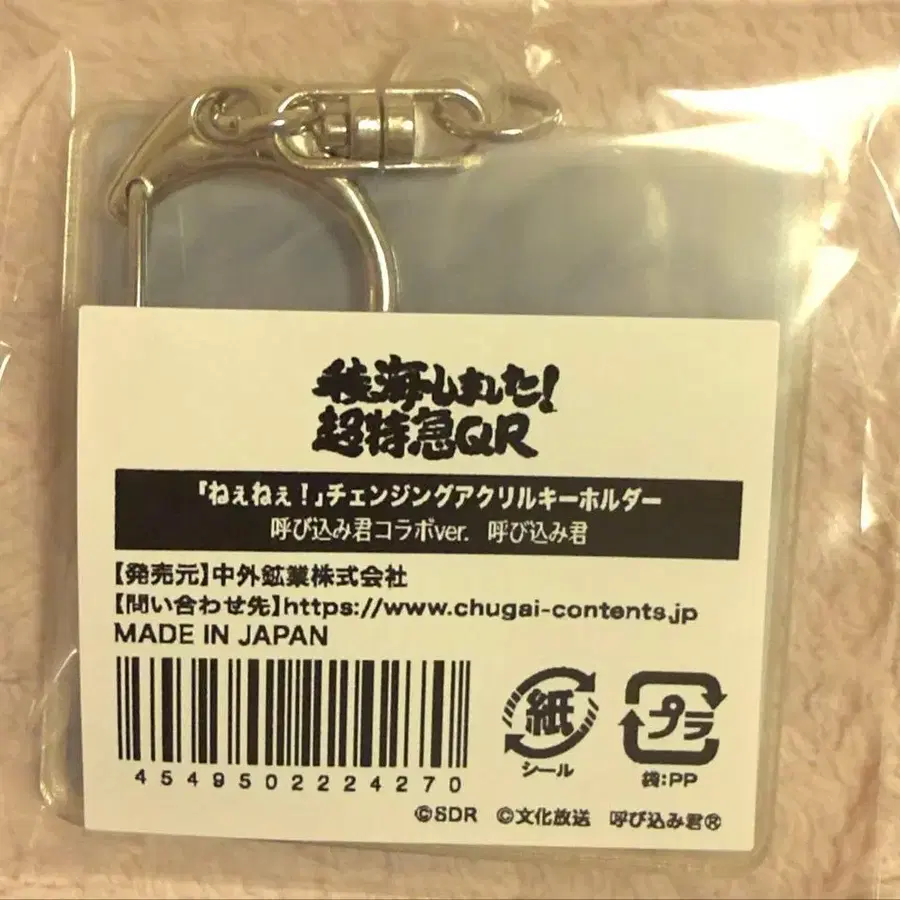 しました！
超特急QR
「ねぇねぇ！」チェンジングアクリルキーホルダー
呼び込み君コラボver.　呼び込み君
【発売元】中外鉱業株式会社
【問い合わせ先】https://www.chugai-contents.jp
MADE IN JAPAN
4549502224270
紙
シール
プラ
袋:PP
©SDR　©文化放送　呼び込み君®